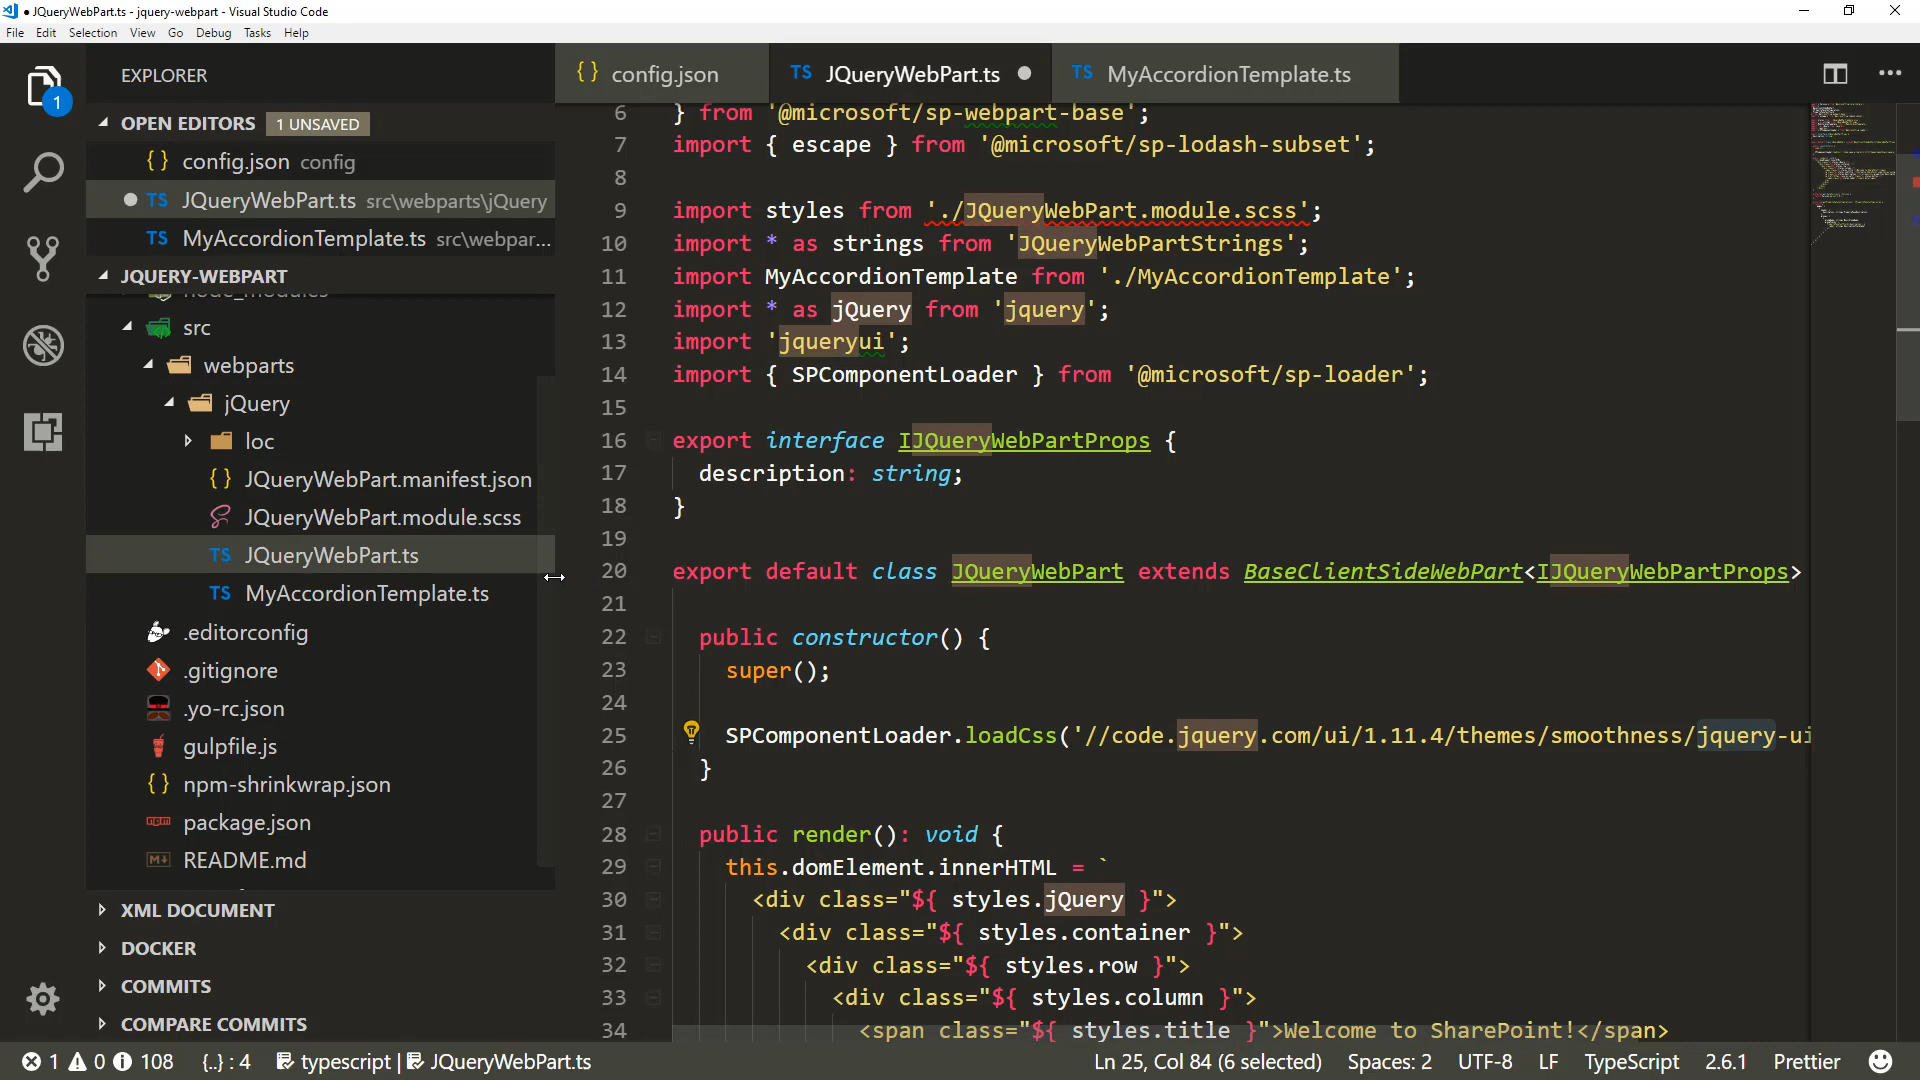 ● JQueryWebPart.ts - jquery-webpart - Visual Studio Code
File Edit Selection View Go Debug Tasks Help
1
EXPLORER
OPEN EDITORS 1 UNSAVED
{} config.json config
● TS JQueryWebPart.ts src\webparts\jQuery
TS MyAccordionTemplate.ts src\webpar...
JQUERY-WEBPART
node_modules
src
webparts
jQuery
loc
{} JQueryWebPart.manifest.json
JQueryWebPart.module.scss
TS JQueryWebPart.ts
TS MyAccordionTemplate.ts
.editorconfig
.gitignore
.yo-rc.json
gulpfile.js
{} npm-shrinkwrap.json
package.json
README.md
XML DOCUMENT
DOCKER
COMMITS
COMPARE COMMITS
{} config.json TS JQueryWebPart.ts ● TS MyAccordionTemplate.ts
6 } from '@microsoft/sp-webpart-base';
7 import { escape } from '@microsoft/sp-lodash-subset';
8
9 import styles from './JQueryWebPart.module.scss';
10 import * as strings from 'JQueryWebPartStrings';
11 import MyAccordionTemplate from './MyAccordionTemplate';
12 import * as jQuery from 'jquery';
13 import 'jqueryui';
14 import { SPComponentLoader } from '@microsoft/sp-loader';
15
16 export interface IJQueryWebPartProps {
17 description: string;
18 }
19
20 export default class JQueryWebPart extends BaseClientSideWebPart<IJQueryWebPartProps>
21
22 public constructor() {
23 super();
24
25 SPComponentLoader.loadCss('//code.jquery.com/ui/1.11.4/themes/smoothness/jquery-ui
26 }
27
28 public render(): void {
29 this.domElement.innerHTML = `
30 <div class="${ styles.jQuery }">
31 <div class="${ styles.container }">
32 <div class="${ styles.row }">
33 <div class="${ styles.column }">
34 <span class="${ styles.title }">Welcome to SharePoint!</span>
1 0 108 {..} : 4 typescript | JQueryWebPart.ts Ln 25, Col 84 (6 selected) Spaces: 2 UTF-8 LF TypeScript 2.6.1 Prettier